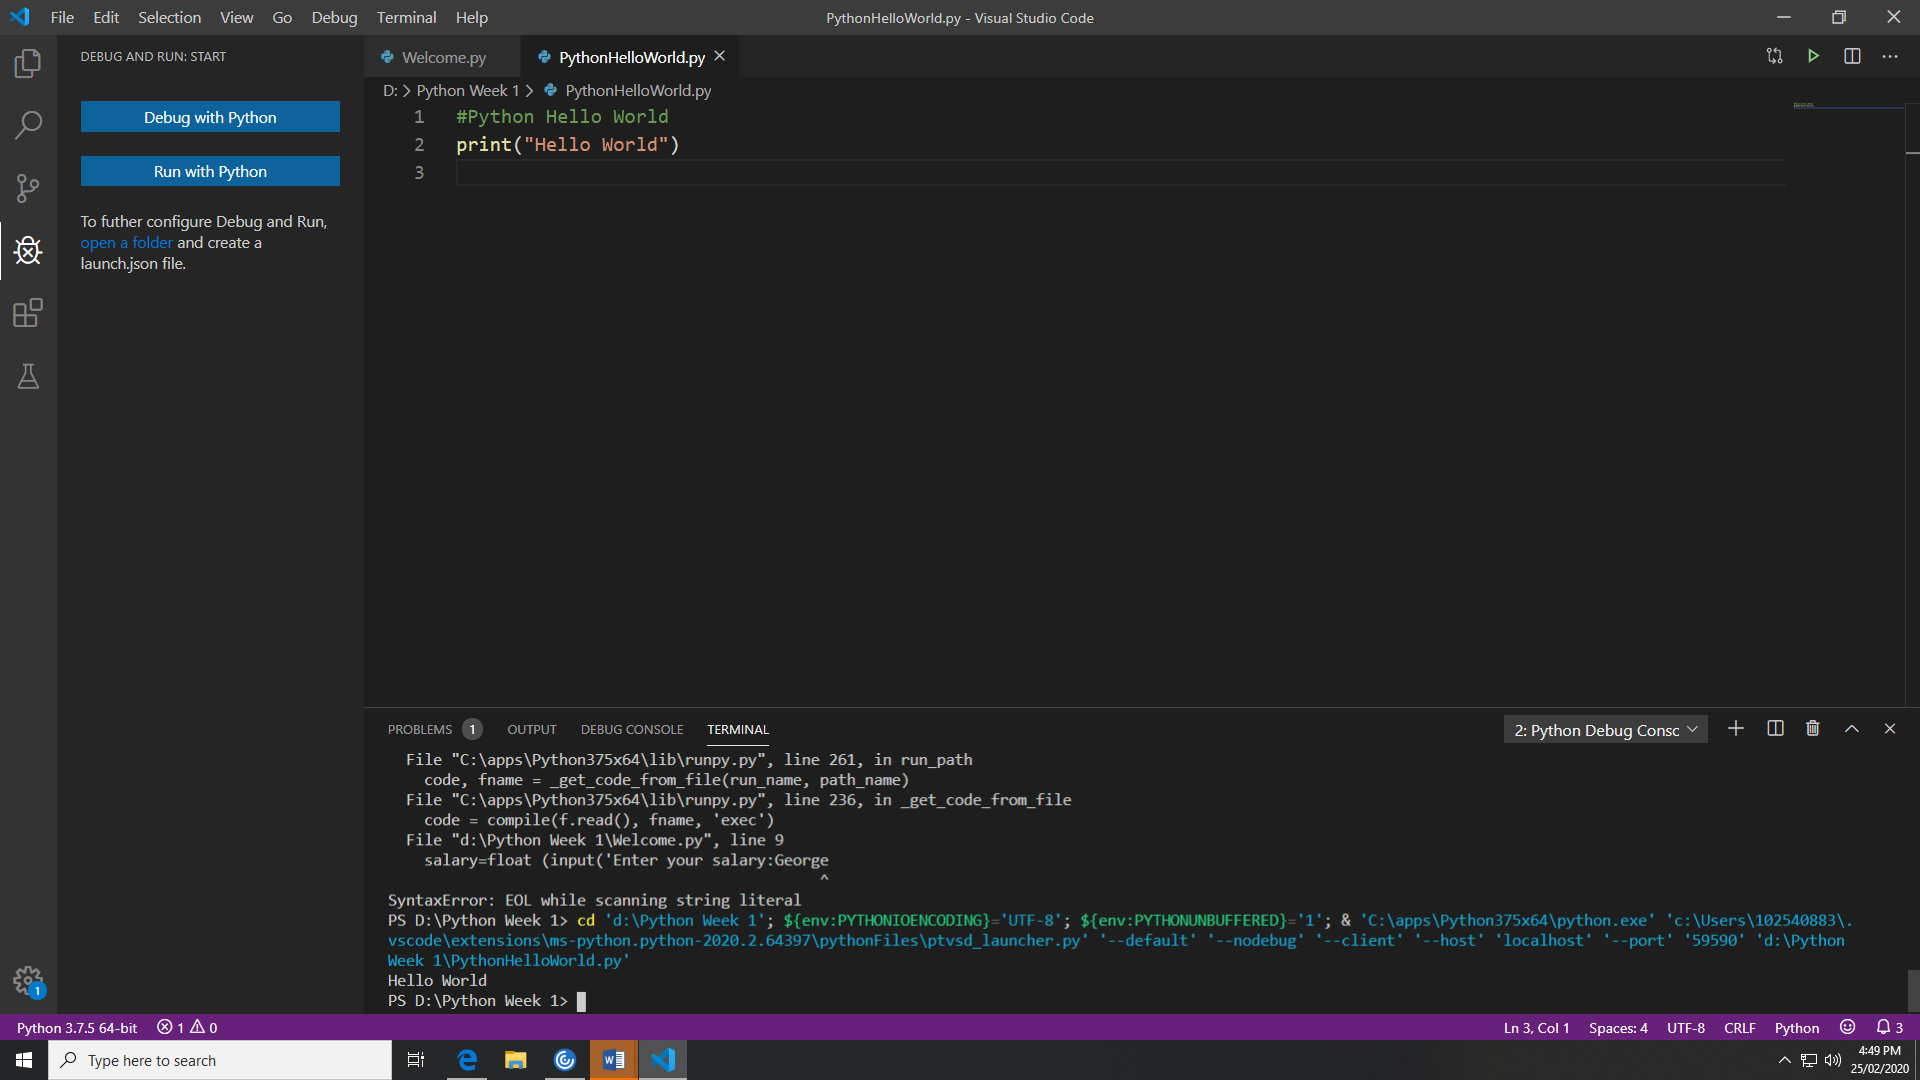 File Edit Selection View Go Debug Terminal Help
PythonHelloWorld.py - Visual Studio Code
DEBUG AND RUN: START
Debug with Python
Run with Python
To futher configure Debug and Run,
open a folder and create a
launch.json file.
Welcome.py PythonHelloWorld.py
D: > Python Week 1 > PythonHelloWorld.py
1 #Python Hello World
2 print("Hello World")
3
PROBLEMS 1 OUTPUT DEBUG CONSOLE TERMINAL
2: Python Debug Consc
File "C:\apps\Python375x64\lib\runpy.py", line 261, in run_path
code, fname = _get_code_from_file(run_name, path_name)
File "C:\apps\Python375x64\lib\runpy.py", line 236, in _get_code_from_file
code = compile(f.read(), fname, 'exec')
File "d:\Python Week 1\Welcome.py", line 9
salary=float (input('Enter your salary:George
^
SyntaxError: EOL while scanning string literal
PS D:\Python Week 1> cd 'd:\Python Week 1'; ${env:PYTHONIOENCODING}='UTF-8'; ${env:PYTHONUNBUFFERED}='1'; & 'C:\apps\Python375x64\python.exe' 'c:\Users\102540883\.
vscode\extensions\ms-python.python-2020.2.64397\pythonFiles\ptvsd_launcher.py' '--default' '--nodebug' '--client' '--host' 'localhost' '--port' '59590' 'd:\Python
Week 1\PythonHelloWorld.py'
Hello World
PS D:\Python Week 1>
1
Python 3.7.5 64-bit 1 0
Ln 3, Col 1 Spaces: 4 UTF-8 CRLF Python 3
Type here to search
4:49 PM
25/02/2020